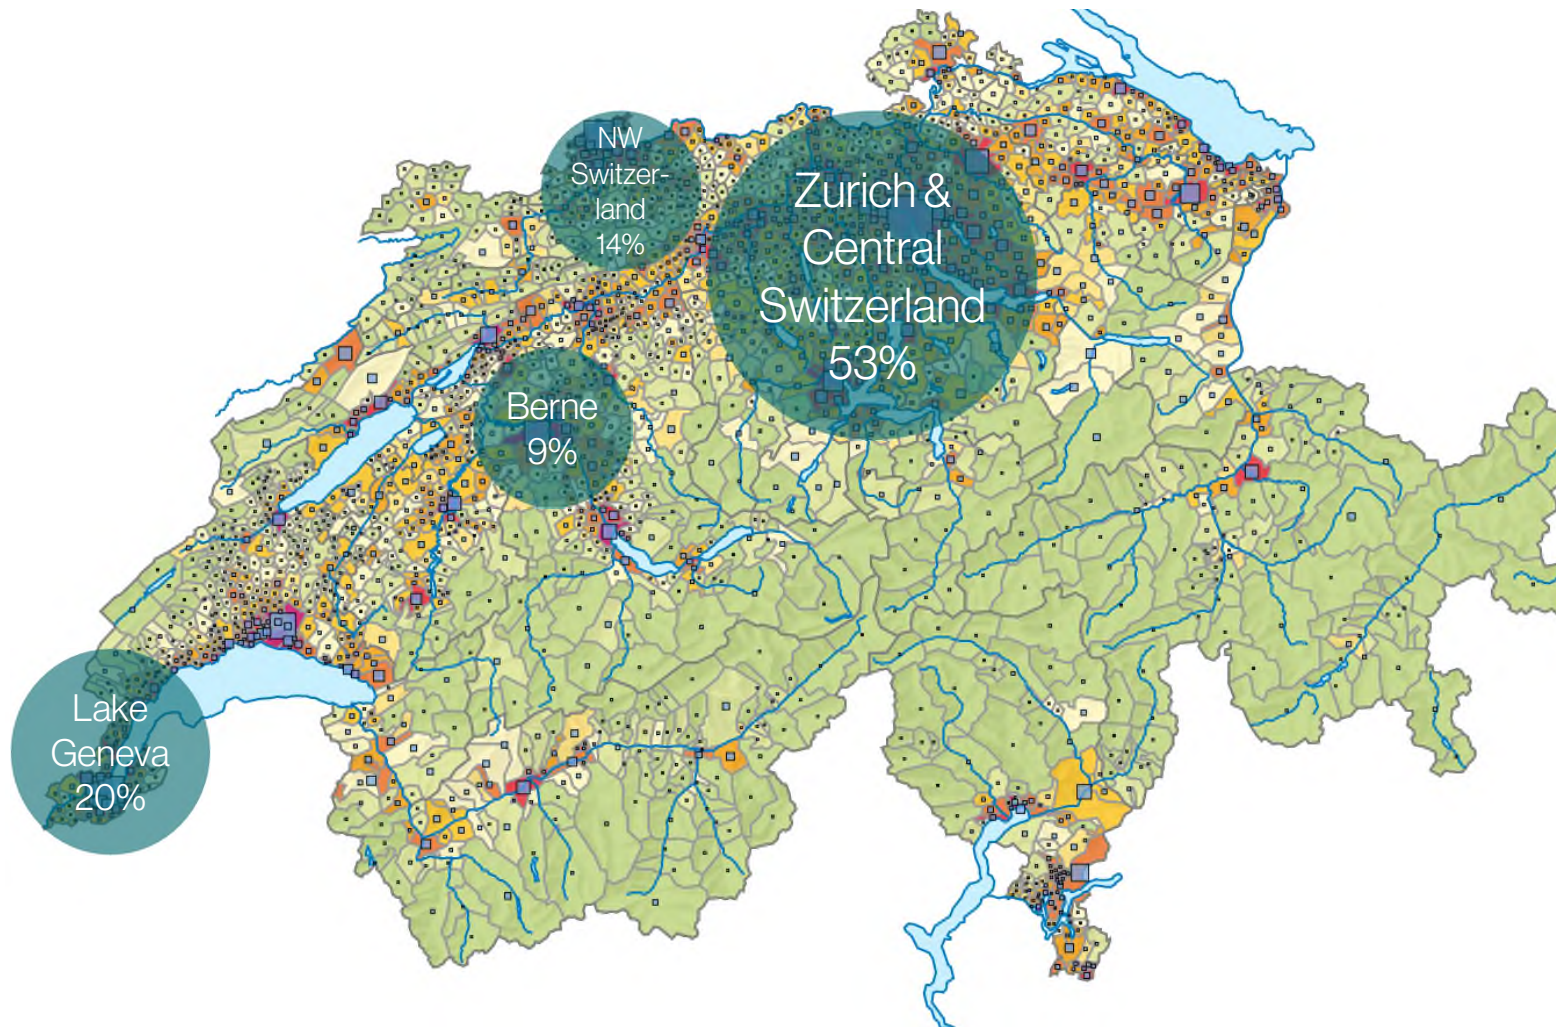 NW
Switzer-
land
14%
Zurich &
Central
Switzerland
53%
Berne
9%
Lake
Geneva
20%